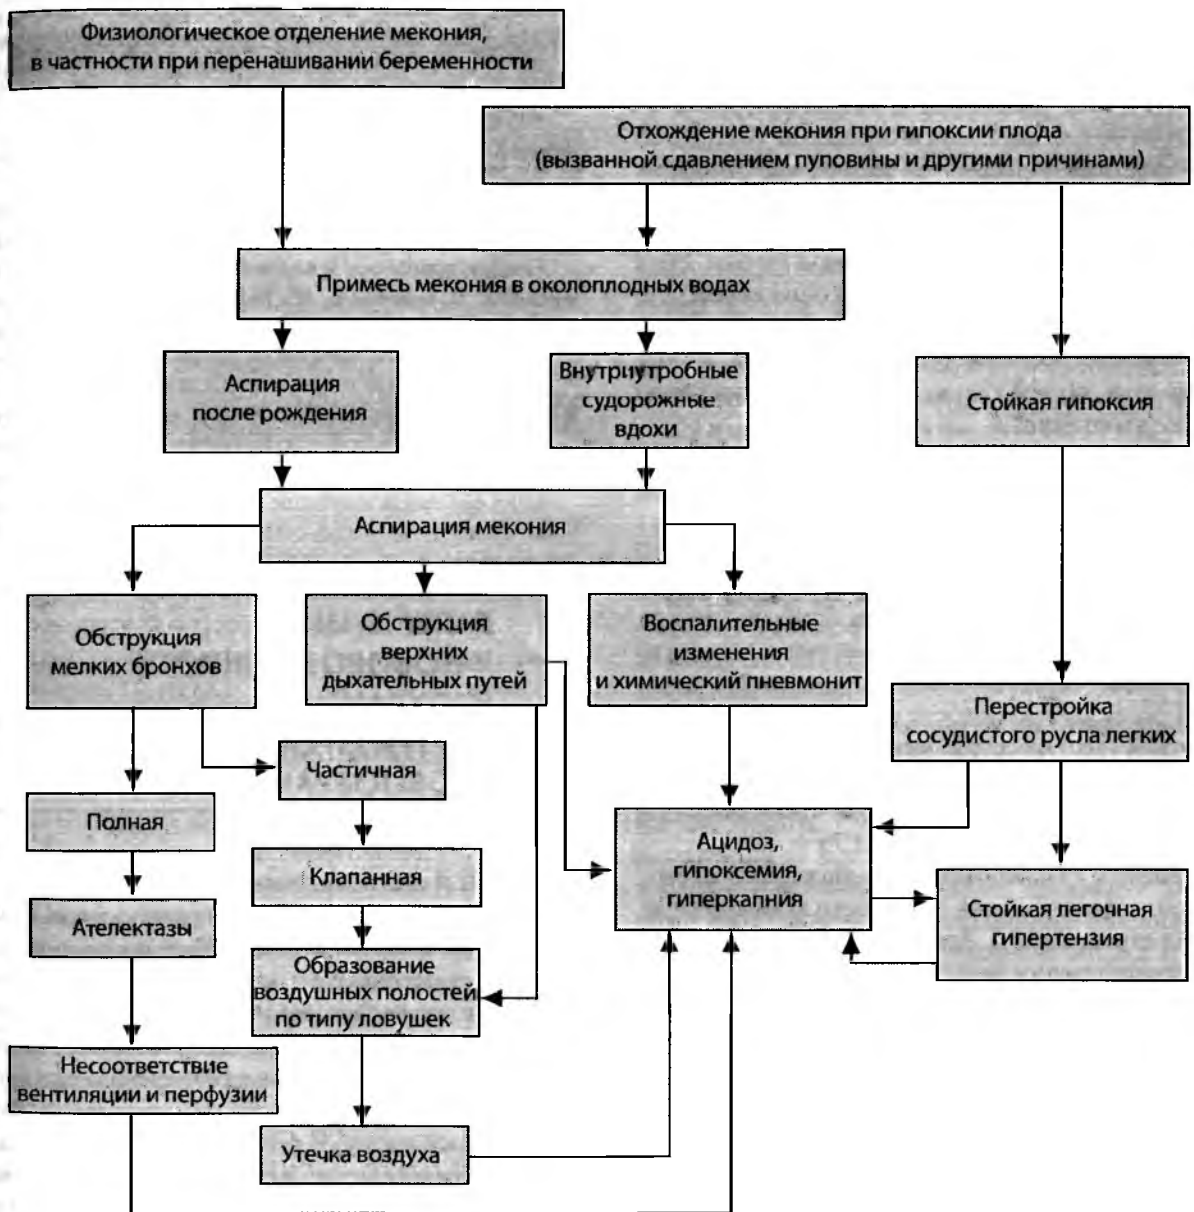 Физиологическое отделение мекония,
в частности при перенашивании беременности
Отхождение мекония при гипоксии плода
(вызванной сдавлением пуповины и другими причинами)
Примесь мекония в околоплодных водах
Аспирация
после рождения
Внутриутробные
судорожные
вдохи
Стойкая гипоксия
Аспирация мекония
Обструкция
мелких бронхов
Обструкция
верхних
дыхательных путей
Воспалительные
изменения
и химический пневмонит
Перестройка
сосудистого русла легких
Частичная
Полная
Клапанная
Ацидоз,
гипоксемия,
гиперкапния
Ателектазы
Стойкая легочная
гипертензия
Образование
воздушных полостей
по типу ловушек
Несоответствие
вентиляции и перфузии
Утечка воздуха